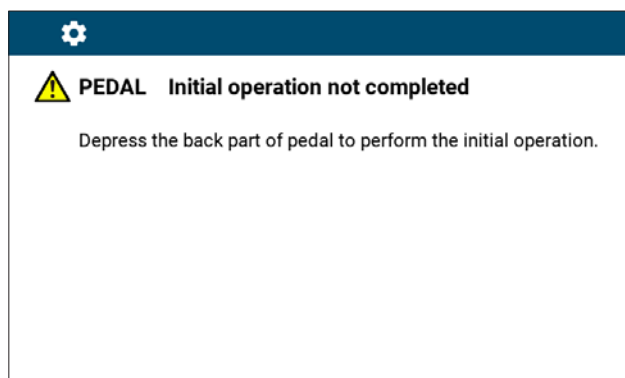 PEDAL Initial operation not completed
Depress the back part of pedal to perform the initial operation.